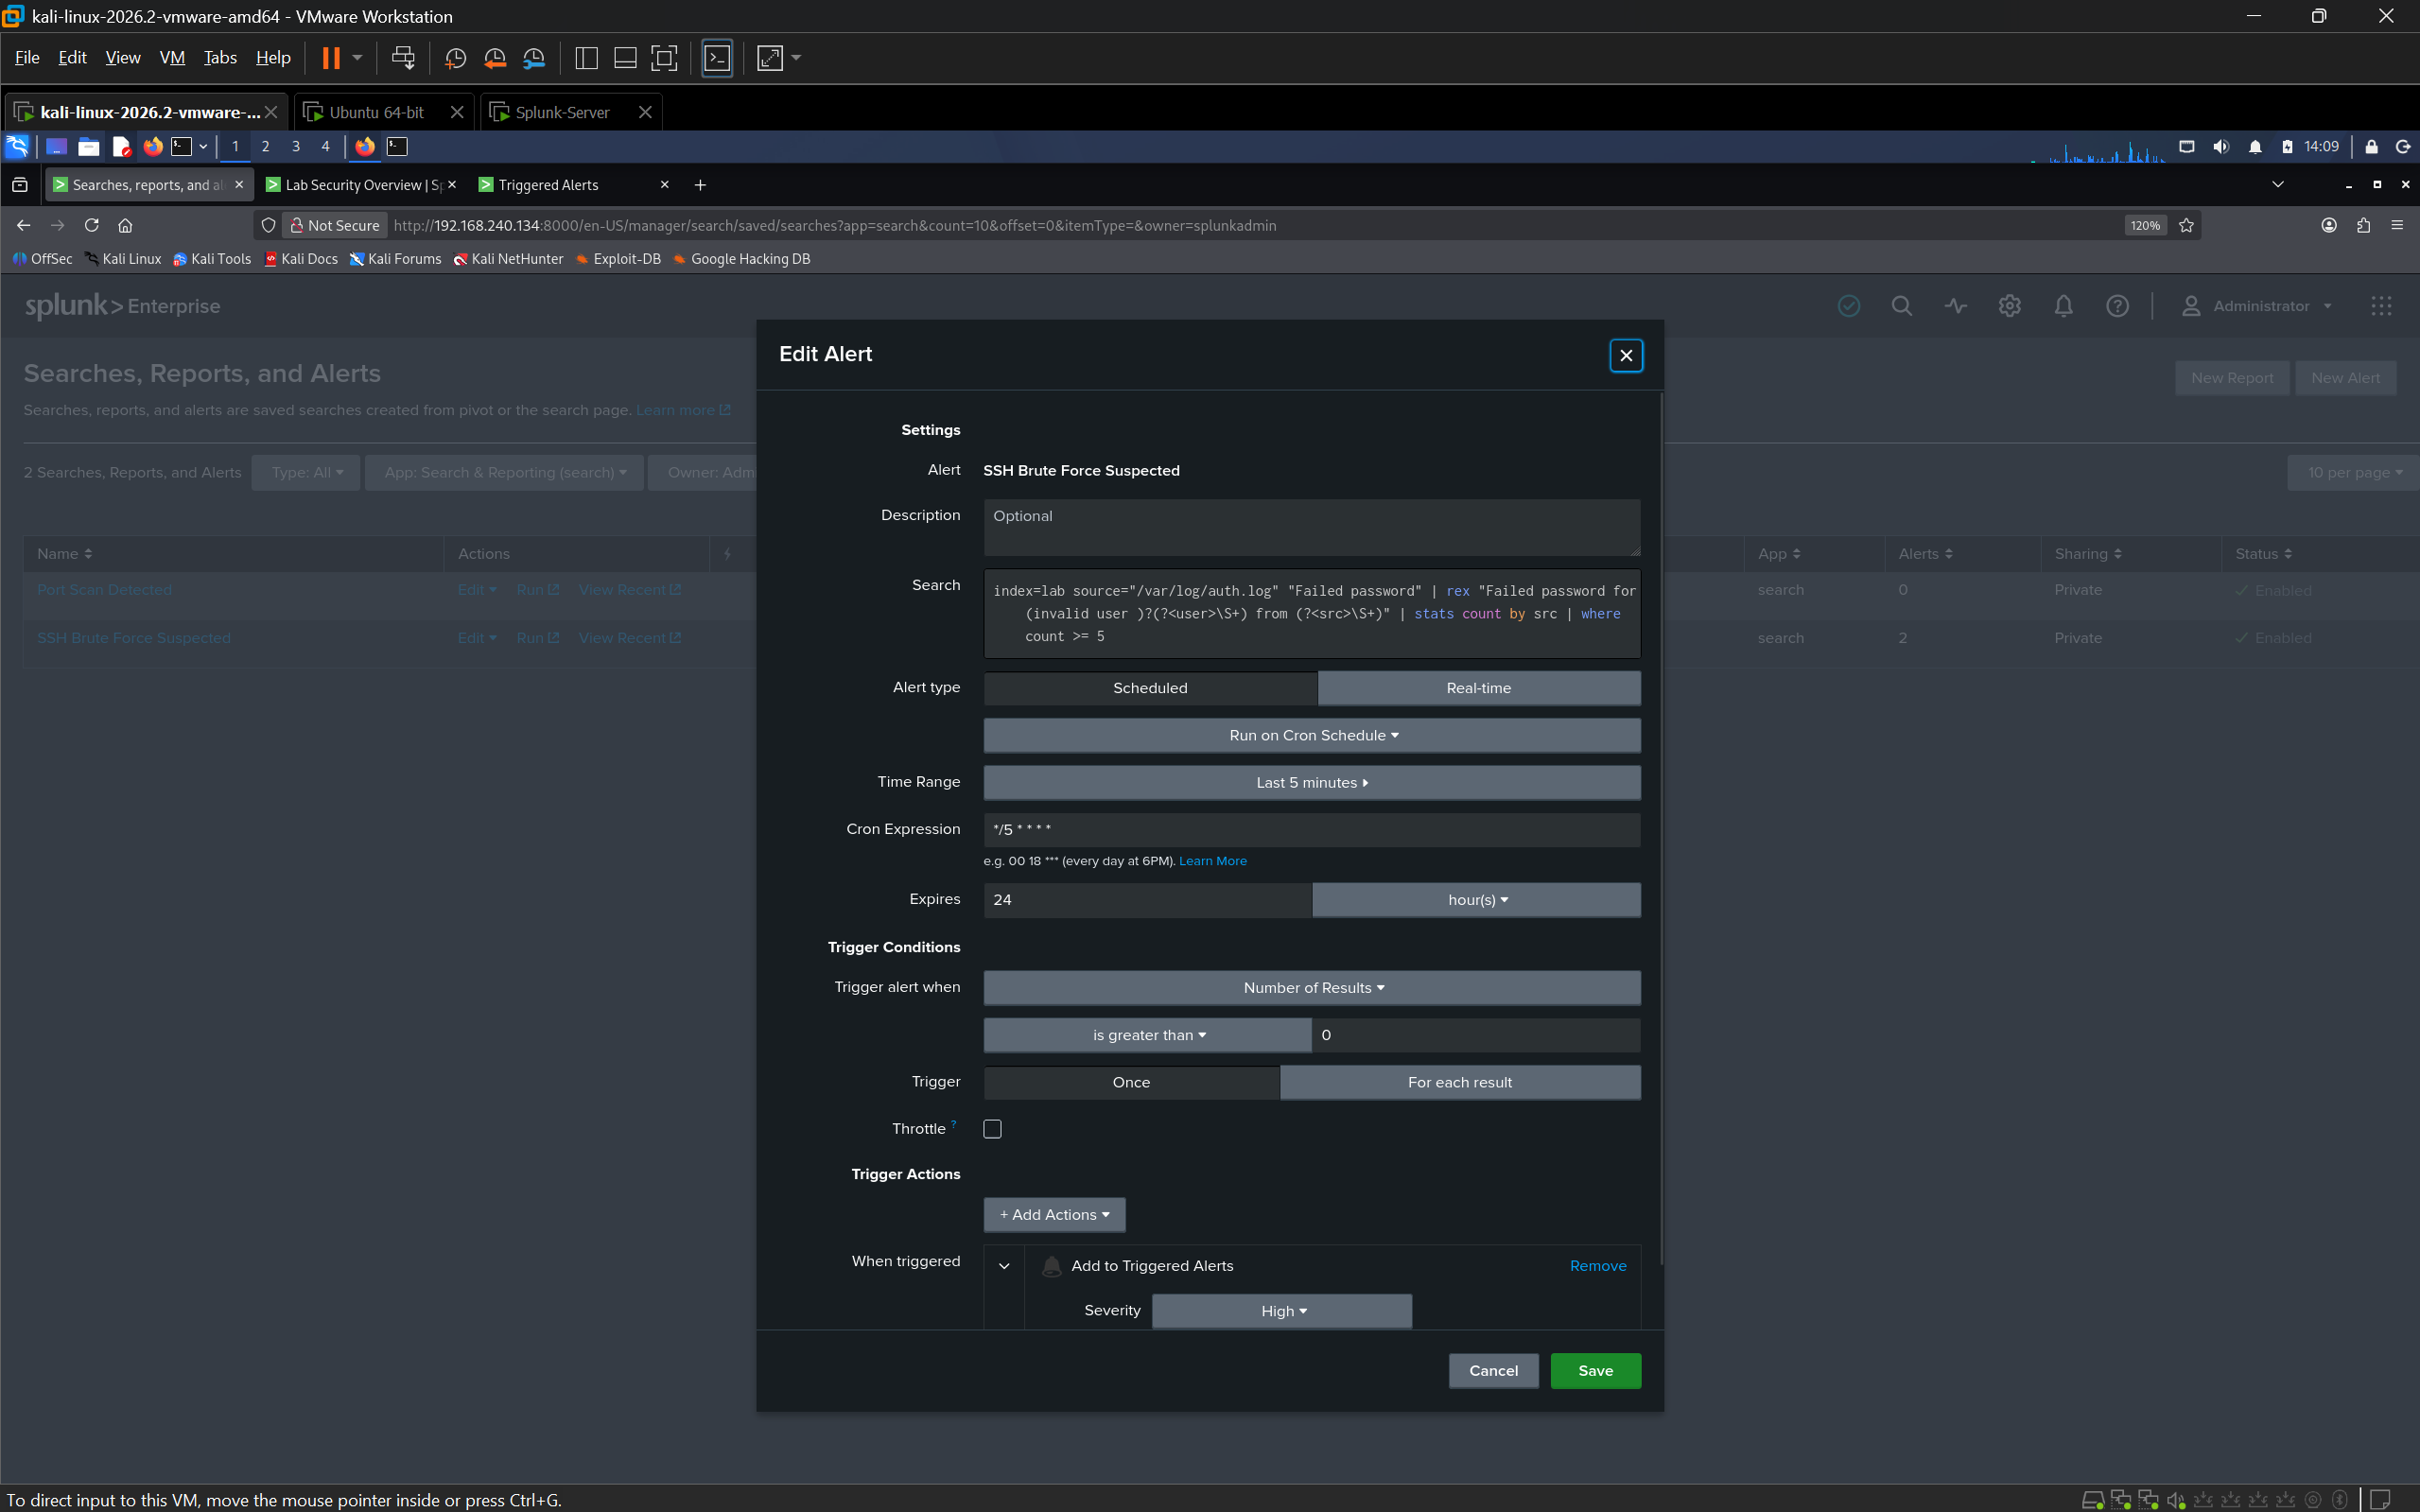 kali-linux-2026.2-vmware-amd64 - VMware Workstation
File Edit View VM Tabs Help
kali-linux-2026.2-vmware-... Ubuntu 64-bit Splunk-Server
1 2 3 4 14:09
Searches, reports, and al Lab Security Overview | Sp Triggered Alerts
Not Secure http://192.168.240.134:8000/en-US/manager/search/saved/searches?app=search&count=10&offset=0&itemType=&owner=splunkadmin 120%
OffSec Kali Linux Kali Tools Kali Docs Kali Forums Kali NetHunter Exploit-DB Google Hacking DB
splunk> Enterprise Administrator
Edit Alert
Searches, Reports, and Alerts New Report New Alert
Searches, reports, and alerts are saved searches created from pivot or the search page. Learn more
2 Searches, Reports, and Alerts Type: All App: Search & Reporting (search) Owner: Adm 10 per page
Name Actions App Alerts Sharing Status
Port Scan Detected Edit Run View Recent search 0 Private Enabled
SSH Brute Force Suspected Edit Run View Recent search 2 Private Enabled
Settings
Alert SSH Brute Force Suspected
Description Optional
Search index=lab source="/var/log/auth.log" "Failed password" | rex "Failed password for
(invalid user )?(?<user>\S+) from (?<src>\S+)" | stats count by src | where
count >= 5
Alert type Scheduled Real-time
Run on Cron Schedule
Time Range Last 5 minutes
Cron Expression */5 * * * *
e.g. 00 18 *** (every day at 6PM). Learn More
Expires 24 hour(s)
Trigger Conditions
Trigger alert when Number of Results
is greater than 0
Trigger Once For each result
Throttle ?
Trigger Actions
+ Add Actions
When triggered Add to Triggered Alerts Remove
Severity High
Cancel Save
To direct input to this VM, move the mouse pointer inside or press Ctrl+G.